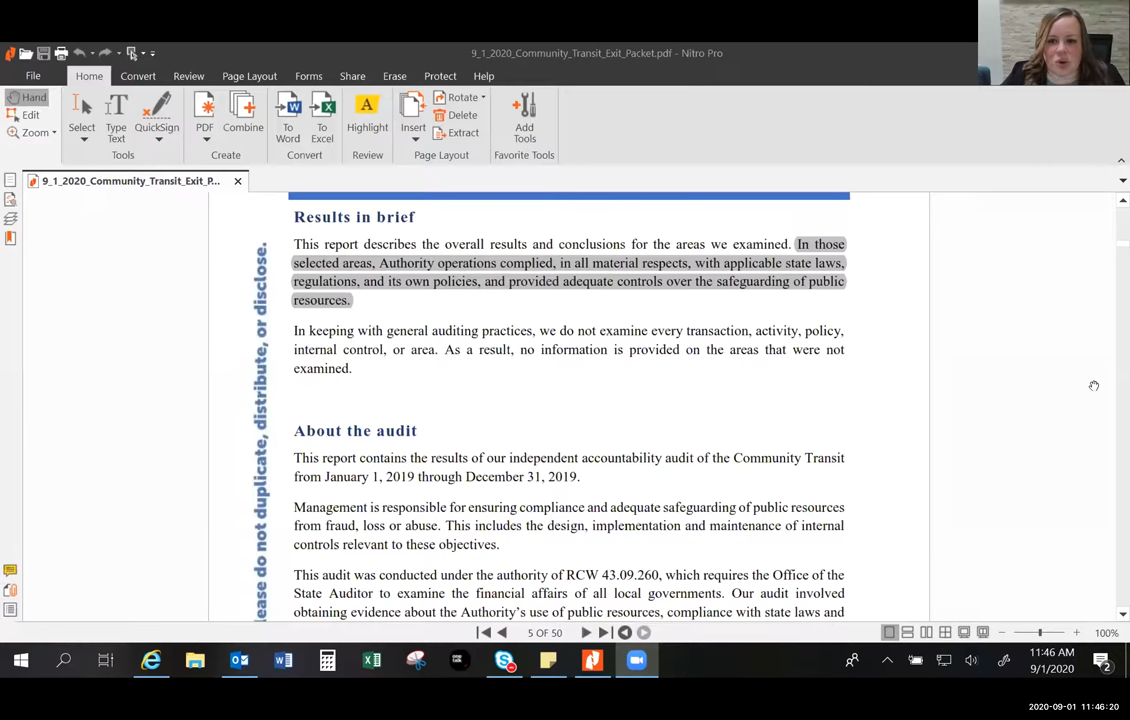 9_1_2020_Community_Transit_Exit_Packet.pdf - Nitro Pro
File Home Convert Review Page Layout Forms Share Erase Protect Help
Hand
Edit
Zoom
Select
Type Text
QuickSign
Tools
PDF
Combine
Create
To Word
To Excel
Convert
Highlight
Review
Insert
Rotate
Delete
Extract
Page Layout
Add Tools
Favorite Tools
9_1_2020_Community_Transit_Exit_P...
Results in brief
This report describes the overall results and conclusions for the areas we examined. In those
selected areas, Authority operations complied, in all material respects, with applicable state laws,
regulations, and its own policies, and provided adequate controls over the safeguarding of public
resources.
In keeping with general auditing practices, we do not examine every transaction, activity, policy,
internal control, or area. As a result, no information is provided on the areas that were not
examined.
About the audit
This report contains the results of our independent accountability audit of the Community Transit
from January 1, 2019 through December 31, 2019.
Management is responsible for ensuring compliance and adequate safeguarding of public resources
from fraud, loss or abuse. This includes the design, implementation and maintenance of internal
controls relevant to these objectives.
This audit was conducted under the authority of RCW 43.09.260, which requires the Office of the
State Auditor to examine the financial affairs of all local governments. Our audit involved
obtaining evidence about the Authority's use of public resources, compliance with state laws and
lease do not duplicate, distribute, or disclose.
5 OF 50
100%
11:46 AM
9/1/2020
2
2020-09-01 11:46:20